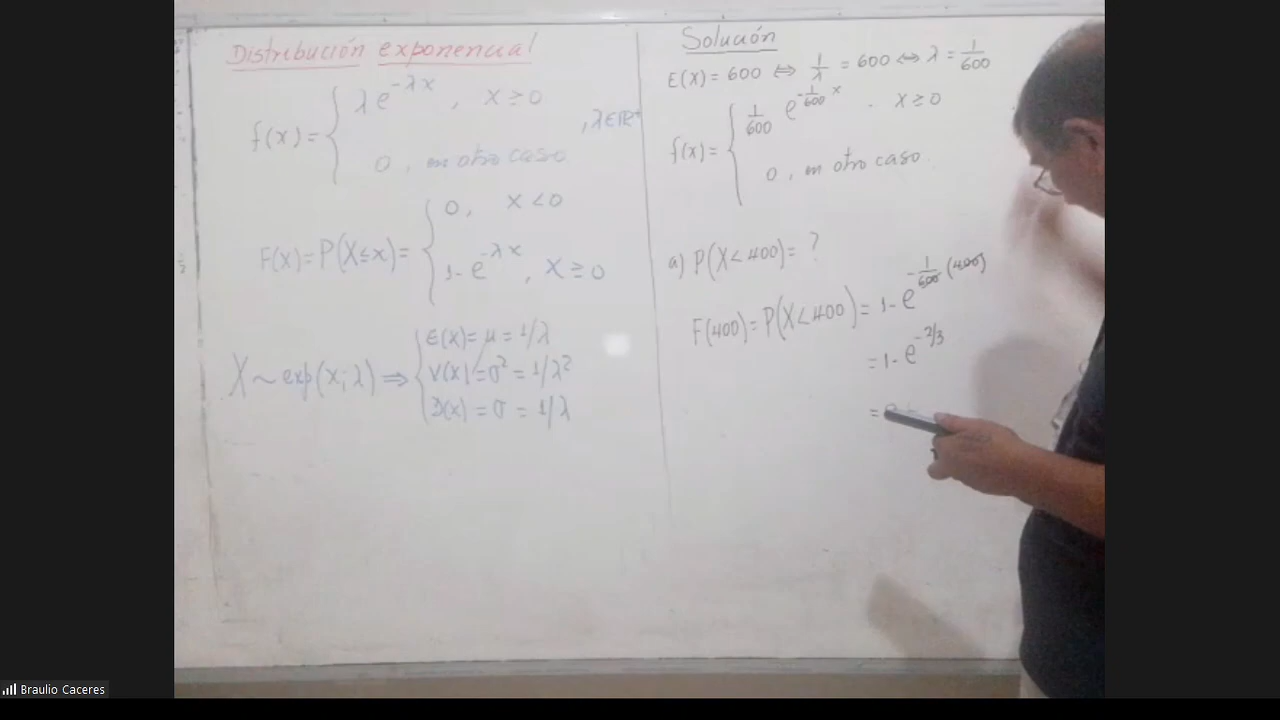 Distribución exponencial
f(x) = { λ e^{-λx}, x ≥ 0
, λ ∈ ℝ⁺
0, en otro caso
F(x) = P(X ≤ x) = { 0, x < 0
1 - e^{-λx}, x ≥ 0
X ~ exp(x; λ) ⇒ { E(x) = μ = 1/λ
V(x) = σ² = 1/λ²
D(x) = σ = 1/λ
Solución
E(X) = 600 ⇔ 1/λ = 600 ⇔ λ = 1/600
f(x) = { 1/600 e^{-1/600 x}, x ≥ 0
0, en otro caso.
a) P(X < 400) = ?
F(400) = P(X < 400) = 1 - e^{-1/600 (400)}
= 1 - e^{-2/3}
=
Braulio Caceres